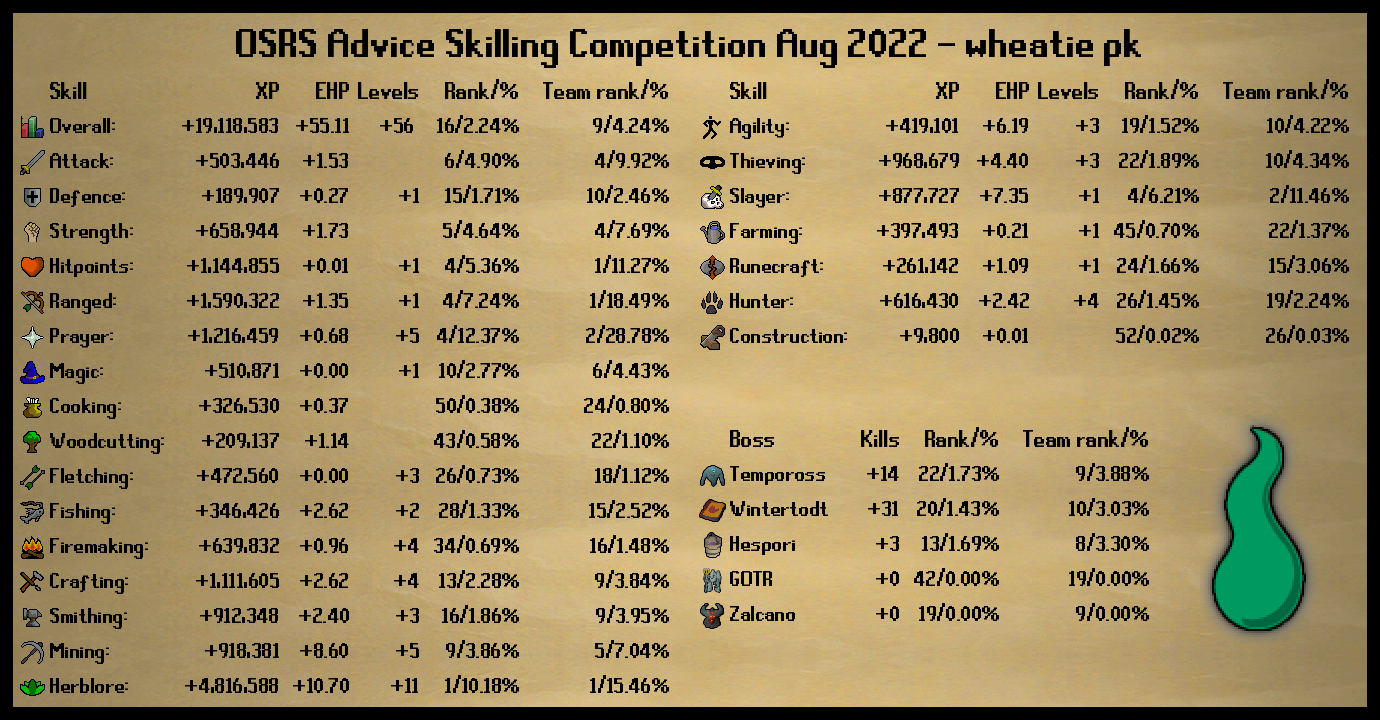 OSRS Advice Skilling Competition Aug 2022 - wheatie pk
Skill XP EHP Levels Rank/% Team rank/%
Overall: +19,118,583 +55.11 +56 16/2.24% 9/4.24%
Attack: +503,446 +1.53 6/4.90% 4/9.92%
Defence: +189,907 +0.27 +1 15/1.71% 10/2.46%
Strength: +658,944 +1.73 5/4.64% 4/7.69%
Hitpoints: +1,144,855 +0.01 +1 4/5.36% 1/11.27%
Ranged: +1,590,322 +1.35 +1 4/7.24% 1/18.49%
Prayer: +1,216,459 +0.68 +5 4/12.37% 2/28.78%
Magic: +510,871 +0.00 +1 10/2.77% 6/4.43%
Cooking: +326,530 +0.37 50/0.38% 24/0.80%
Woodcutting: +209,137 +1.14 43/0.58% 22/1.10%
Fletching: +472,560 +0.00 +3 26/0.73% 18/1.12%
Fishing: +346,426 +2.62 +2 28/1.33% 15/2.52%
Firemaking: +639,832 +0.96 +4 34/0.69% 16/1.48%
Crafting: +1,111,605 +2.62 +4 13/2.28% 9/3.84%
Smithing: +912,348 +2.40 +3 16/1.86% 9/3.95%
Mining: +918,381 +8.60 +5 9/3.86% 5/7.04%
Herblore: +4,816,588 +10.70 +11 1/10.18% 1/15.46%
Skill XP EHP Levels Rank/% Team rank/%
Agility: +419,101 +6.19 +3 19/1.52% 10/4.22%
Thieving: +968,679 +4.40 +3 22/1.89% 10/4.34%
Slayer: +877,727 +7.35 +1 4/6.21% 2/11.46%
Farming: +397,493 +0.21 +1 45/0.70% 22/1.37%
Runecraft: +261,142 +1.09 +1 24/1.66% 15/3.06%
Hunter: +616,430 +2.42 +4 26/1.45% 19/2.24%
Construction: +9,800 +0.01 52/0.02% 26/0.03%
Boss Kills Rank/% Team rank/%
Tempoross +14 22/1.73% 9/3.88%
Wintertodt +31 20/1.43% 10/3.03%
Hespori +3 13/1.69% 8/3.30%
GOTR +0 42/0.00% 19/0.00%
Zalcano +0 19/0.00% 9/0.00%